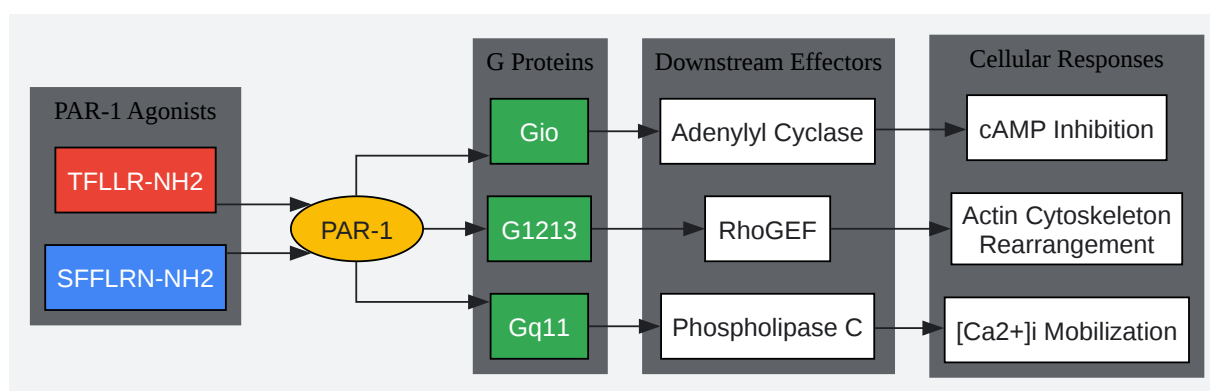 PAR-1 Agonists
TFLLR-NH2
SFFLRN-NH2
PAR-1
G Proteins
Gio
G1213
Gq11
Downstream Effectors
Adenylyl Cyclase
RhoGEF
Phospholipase C
Cellular Responses
cAMP Inhibition
Actin Cytoskeleton
Rearrangement
[Ca2+]i Mobilization